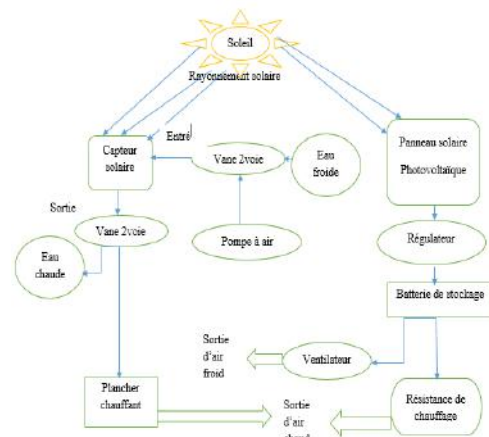 Soleil
Rayonnement solaire
Entré
Capteur
solaire
Vane 2voie
Eau
froide
Panneau solaire
Photovoltaïque
Sortie
Vane 2voie
Pompe à air
Régulateur
Eau
chaude
Batterie de stockage
Sortie
d'air
froid
Ventilateur
Plancher
chauffant
Résistance de
chauffage
Sortie
d'air